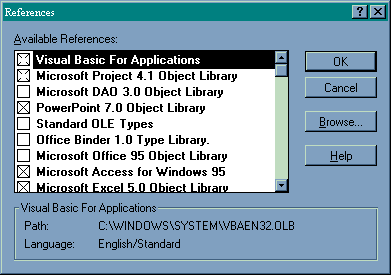 References
Available References:
Visual Basic For Applications
Microsoft Project 4.1 Object Library
Microsoft DAO 3.0 Object Library
PowerPoint 7.0 Object Library
Standard OLE Types
Office Binder 1.0 Type Library.
Microsoft Office 95 Object Library
Microsoft Access for Windows 95
Microsoft Excel 5.0 Object Library
OK
Cancel
Browse...
Help
Visual Basic For Applications
Path: C:\WINDOWS\SYSTEM\VBAEN32.OLB
Language: English/Standard